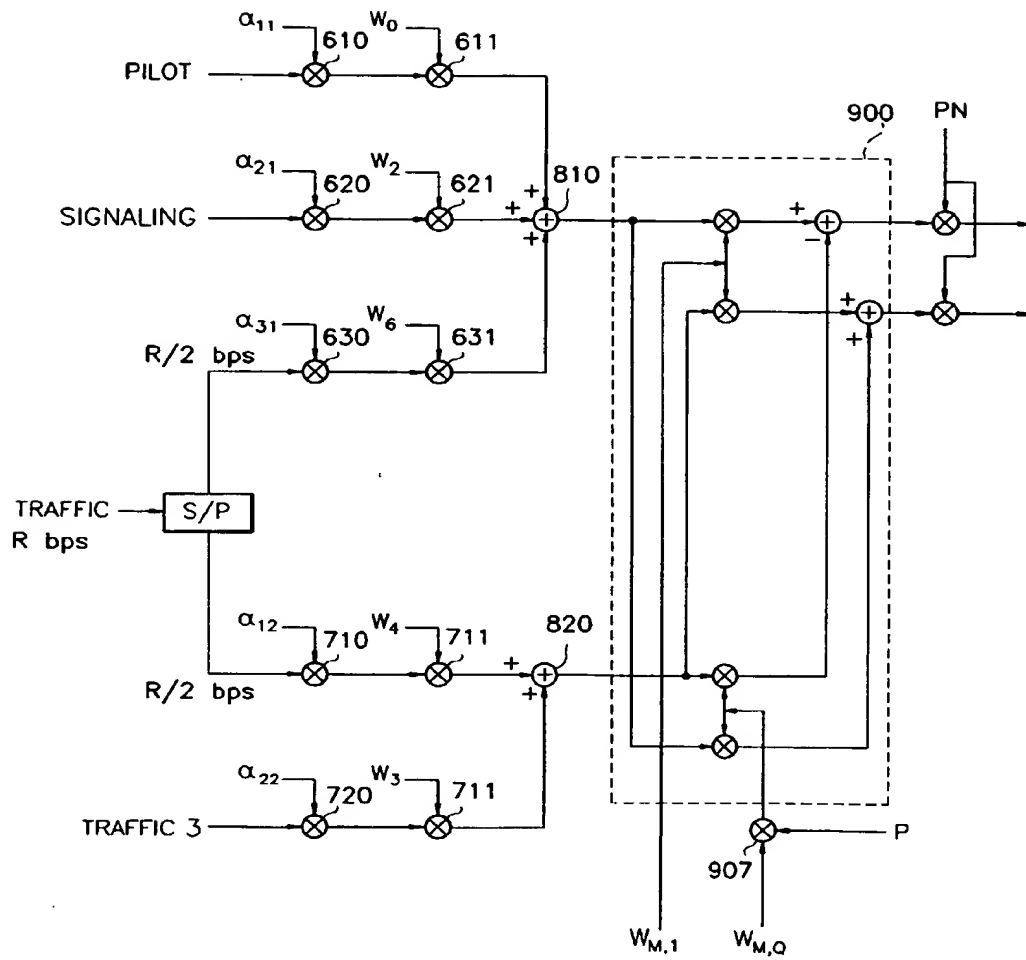 α11 W0
610 611
PILOT
900 PN
α21 W2 810
620 621 +
SIGNALING + + +
+ −
α31 W6 + +
R/2 bps 630 631
TRAFFIC S/P
R bps
α12 W4 820
710 711 +
R/2 bps +
α22 W3
720 711
TRAFFIC 3 P
907
WM,1 WM,Q